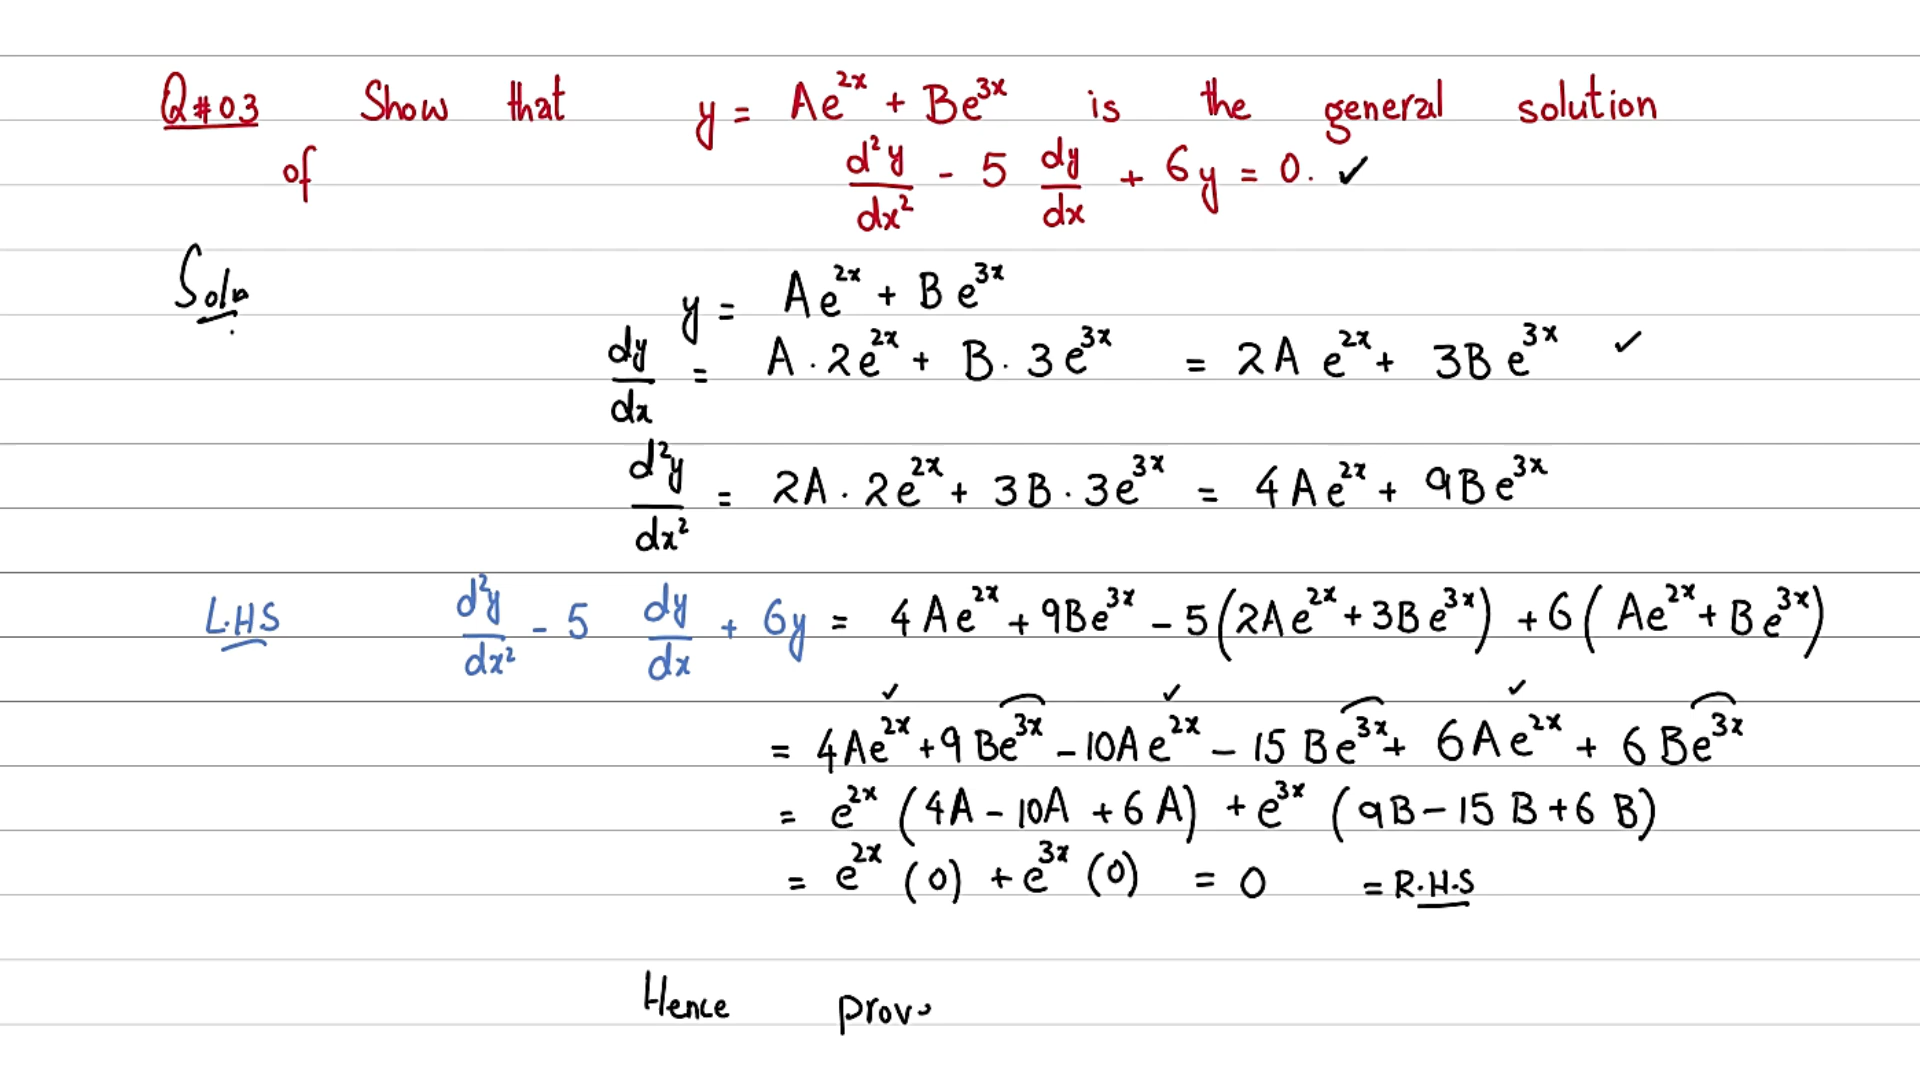 Q#03 Show that y = Ae^{2x} + Be^{3x} is the general solution
of d²y/dx² - 5 dy/dx + 6y = 0. ✓
Soln
y = Ae^{2x} + Be^{3x}
dy/dx = A · 2e^{2x} + B · 3e^{3x} = 2A e^{2x} + 3B e^{3x} ✓
d²y/dx² = 2A · 2e^{2x} + 3B · 3e^{3x} = 4Ae^{2x} + 9Be^{3x}
L.HS d²y/dx² - 5 dy/dx + 6y = 4Ae^{2x} + 9Be^{3x} - 5(2Ae^{2x} + 3Be^{3x}) + 6(Ae^{2x} + Be^{3x})
= 4Ae^{2x} + 9Be^{3x} - 10Ae^{2x} - 15Be^{3x} + 6Ae^{2x} + 6Be^{3x}
= e^{2x} (4A - 10A + 6A) + e^{3x} (9B - 15B + 6B)
= e^{2x} (0) + e^{3x} (0) = 0 = R.H.S
Hence prov